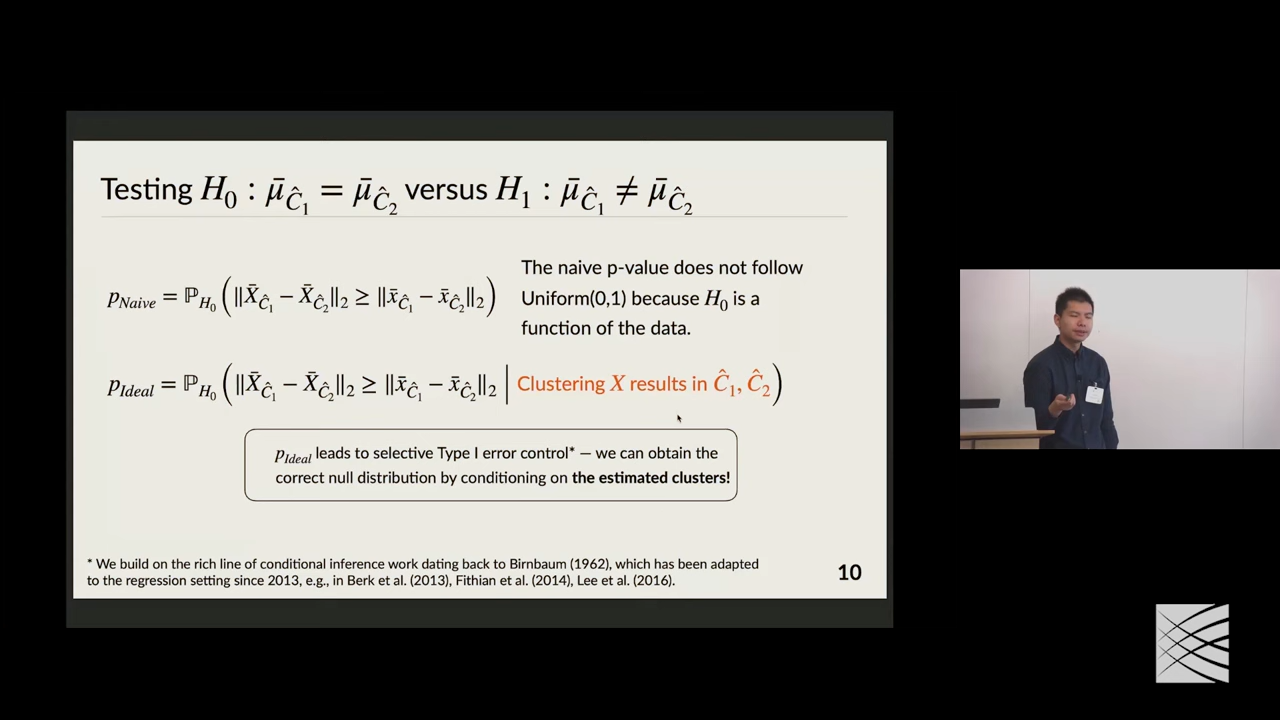 Testing H₀ : μ̄_Ĉ₁ = μ̄_Ĉ₂ versus H₁ : μ̄_Ĉ₁ ≠ μ̄_Ĉ₂
p_Naive = ℙ_H₀ (‖X̄_Ĉ₁ − X̄_Ĉ₂‖₂ ≥ ‖x̄_Ĉ₁ − x̄_Ĉ₂‖₂)
The naive p-value does not follow
Uniform(0,1) because H₀ is a
function of the data.
p_Ideal = ℙ_H₀ (‖X̄_Ĉ₁ − X̄_Ĉ₂‖₂ ≥ ‖x̄_Ĉ₁ − x̄_Ĉ₂‖₂ | Clustering X results in Ĉ₁, Ĉ₂)
p_Ideal leads to selective Type I error control* – we can obtain the
correct null distribution by conditioning on the estimated clusters!
* We build on the rich line of conditional inference work dating back to Birnbaum (1962), which has been adapted
to the regression setting since 2013, e.g., in Berk et al. (2013), Fithian et al. (2014), Lee et al. (2016).
10